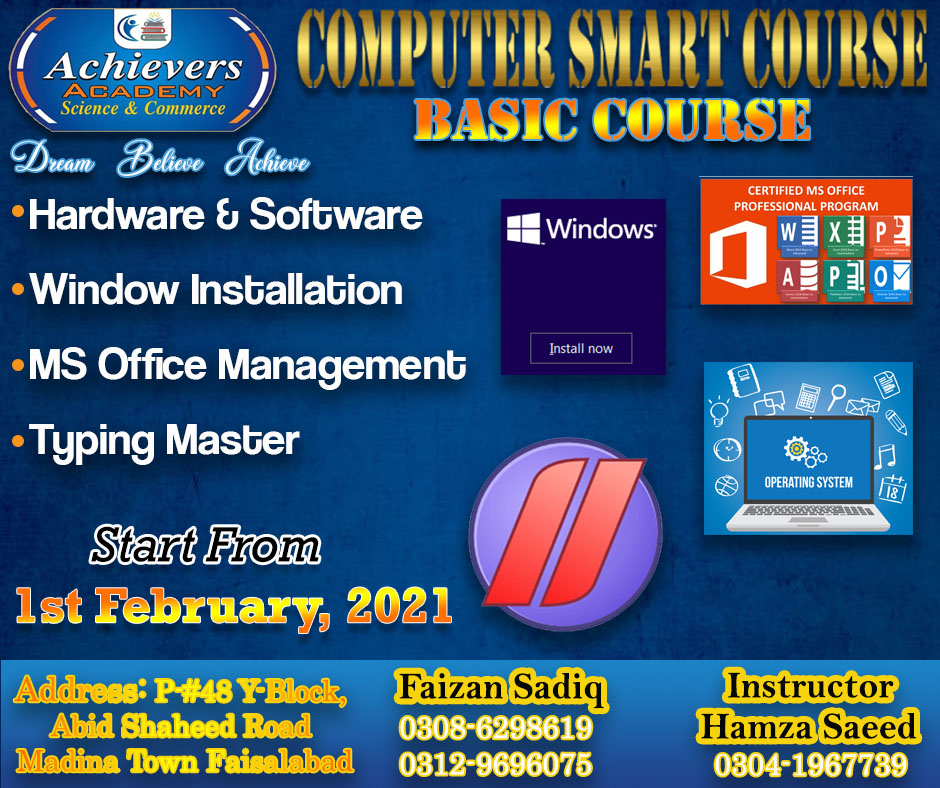 Achievers
ACADEMY
Science & Commerce
Dream Believe Achieve
COMPUTER SMART COURSE
BASIC COURSE
•Hardware & Software
•Window Installation
•MS Office Management
•Typing Master
Windows
Install now
CERTIFIED MS OFFICE
PROFESSIONAL PROGRAM
W X P
A P O
OPERATING SYSTEM
18
Start From
1st February, 2021
Address: P-#48 Y-Block,
Abid Shaheed Road
Madina Town Faisalabad
Faizan Sadiq
0308-6298619
0312-9696075
Instructor
Hamza Saeed
0304-1967739